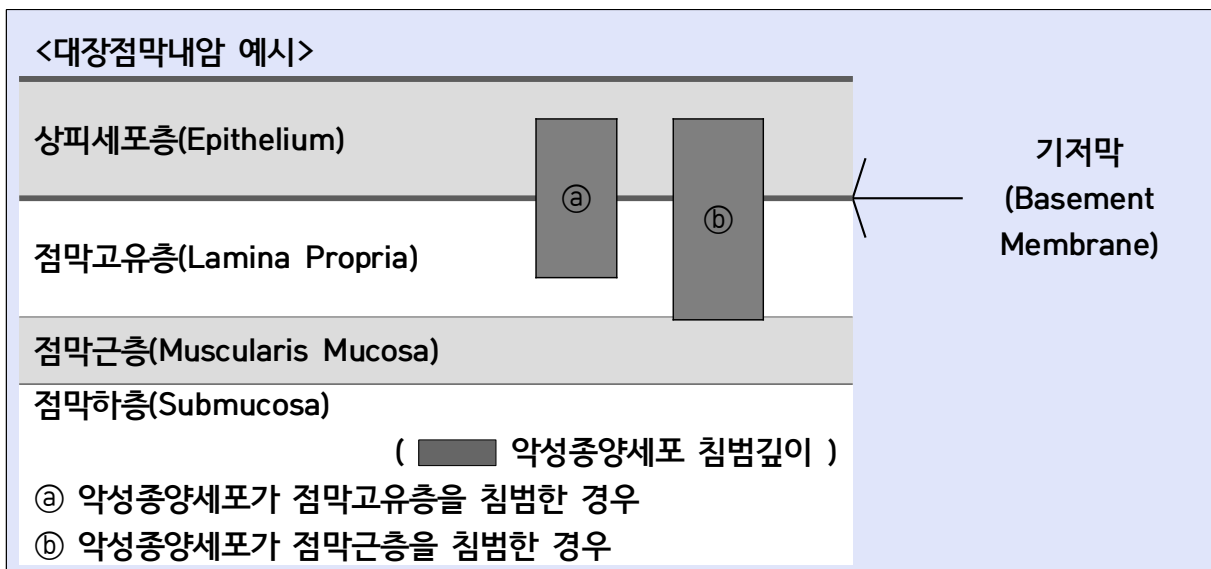 <대장점막내암 예시>
상피세포층(Epithelium)
기저막
(Basement
Membrane)
ⓐ
ⓑ
점막고유층(Lamina Propria)
점막근층(Muscularis Mucosa)
점막하층(Submucosa)
( 악성종양세포 침범깊이 )
ⓐ 악성종양세포가 점막고유층을 침범한 경우
ⓑ 악성종양세포가 점막근층을 침범한 경우